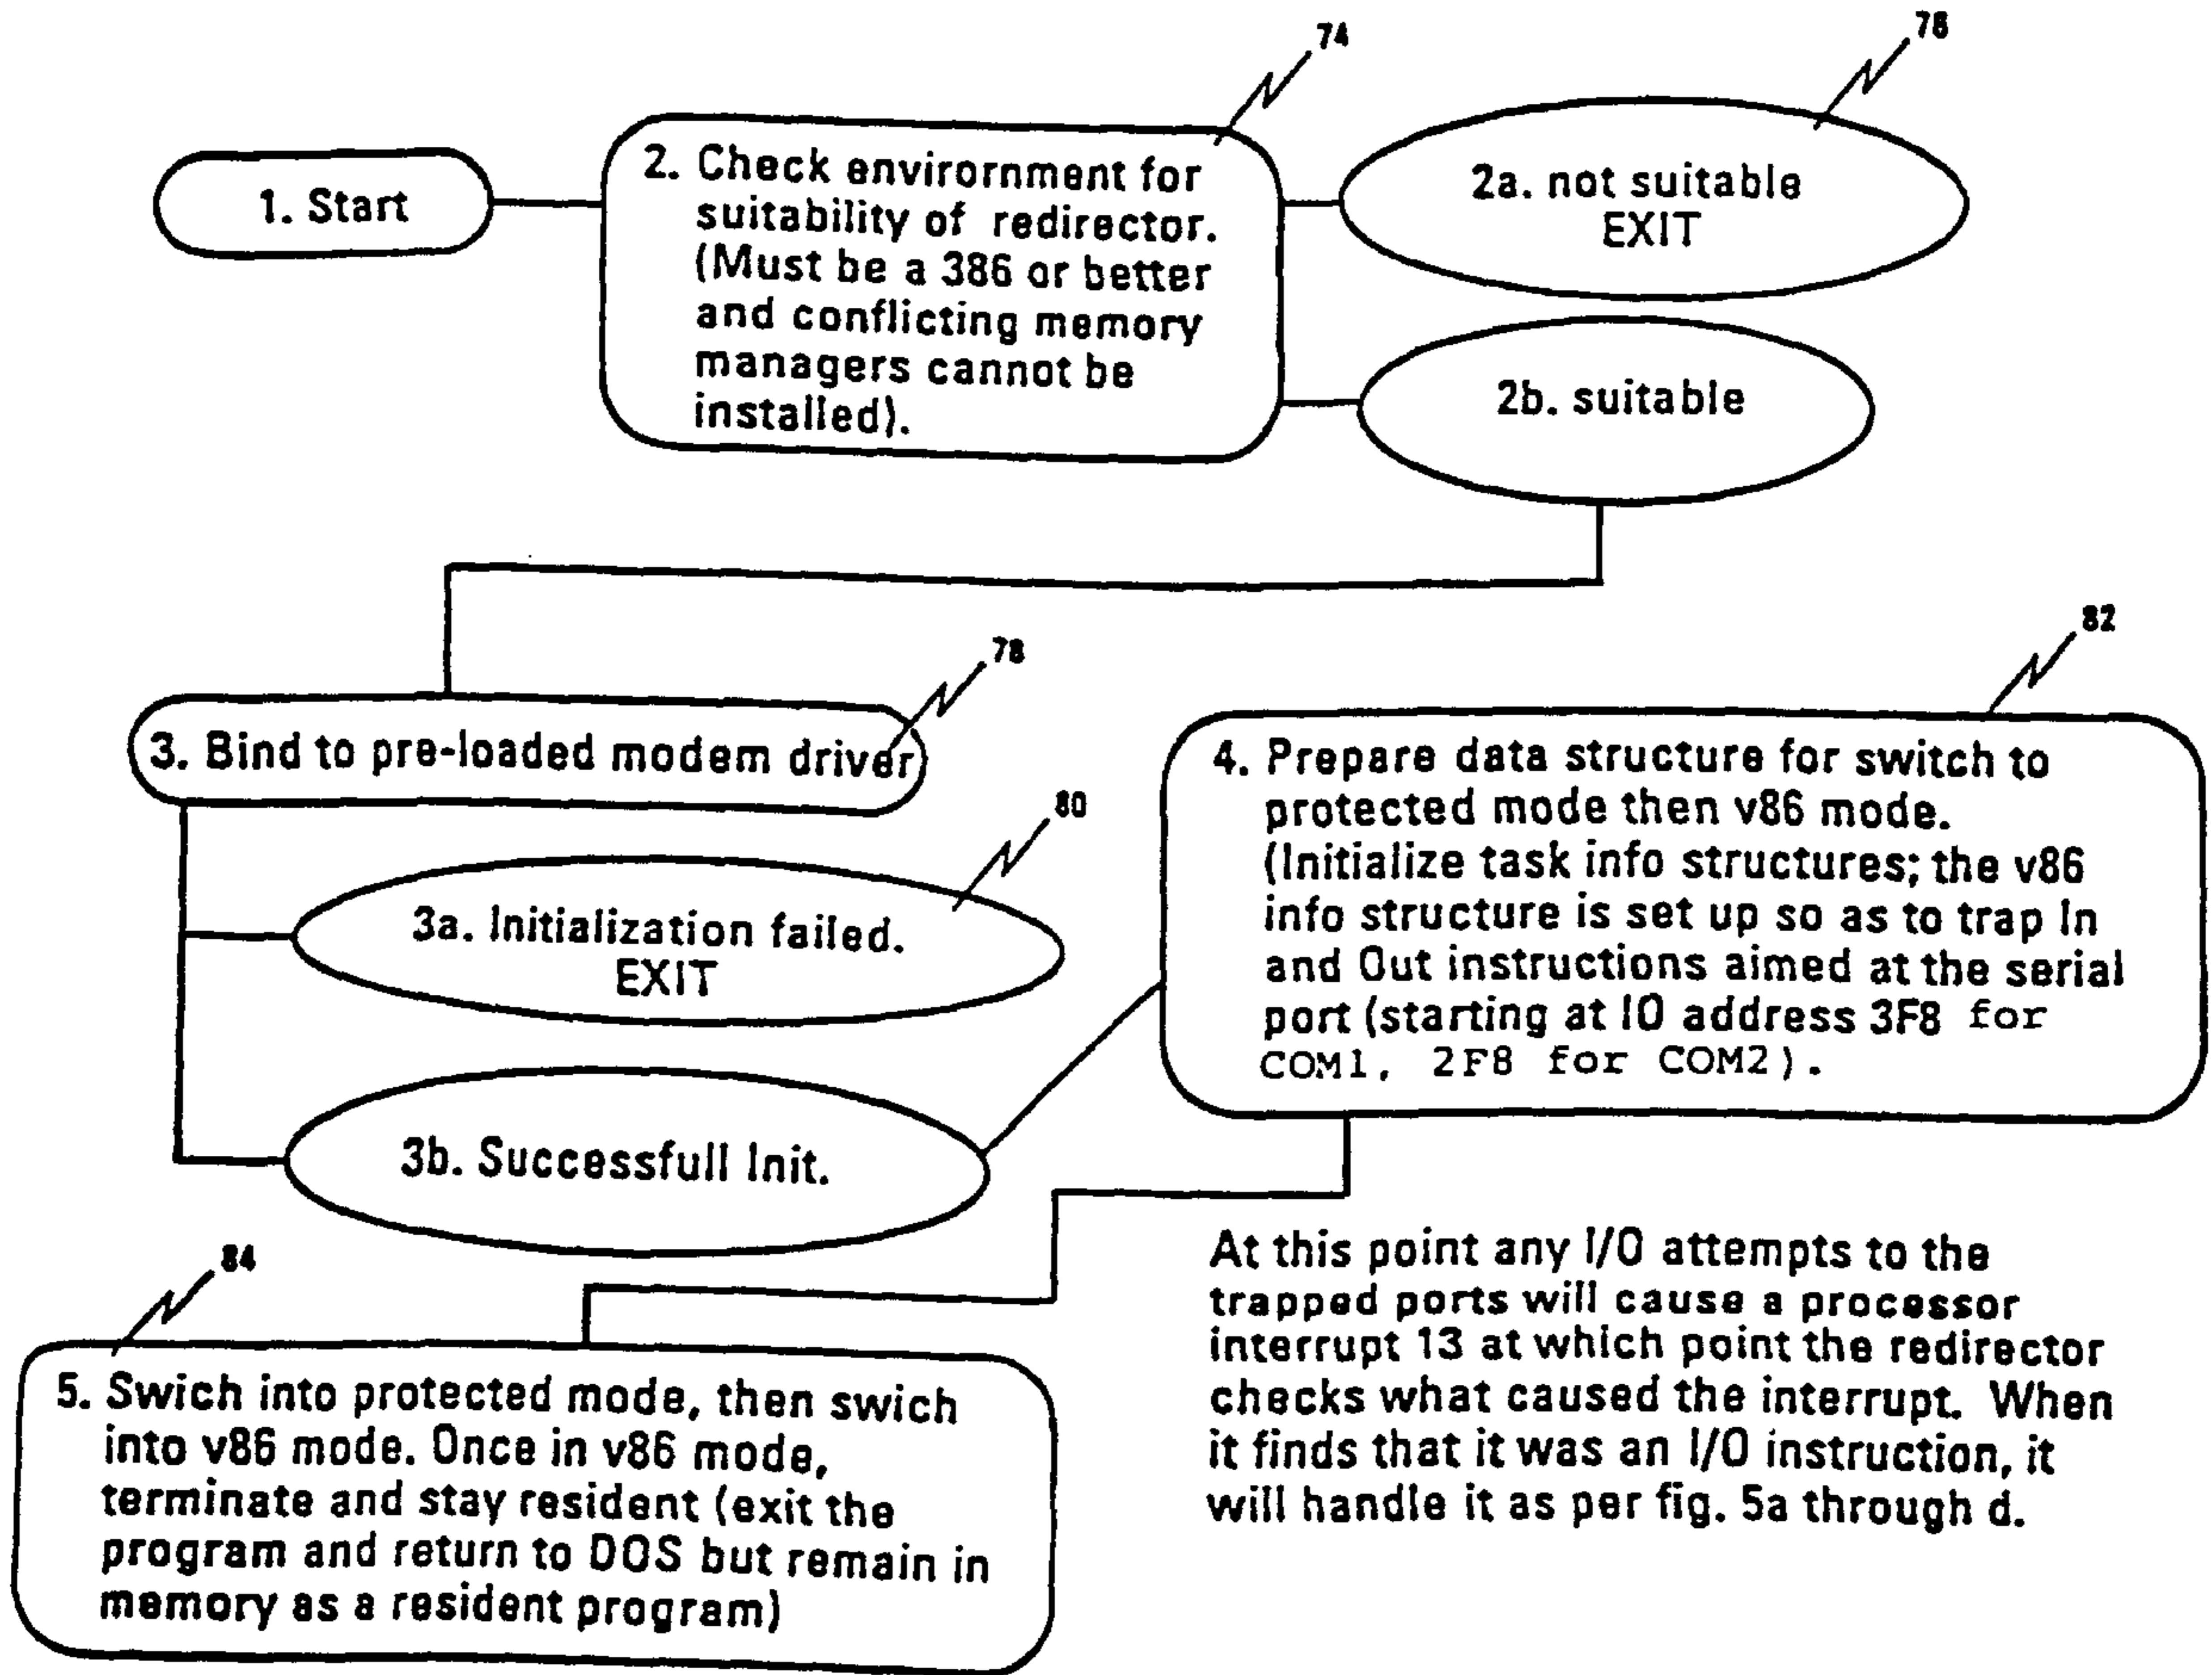 74
76
1. Start
2. Check envirornment for
suitability of redirector.
(Must be a 386 or better
and conflicting memory
managers cannot be
installed).
2a. not suitable
EXIT
2b. suitable
78
3. Bind to pre-loaded modem driver
80
3a. Initialization failed.
EXIT
3b. Successfull Init.
82
4. Prepare data structure for switch to
protected mode then v86 mode.
(Initialize task info structures; the v86
info structure is set up so as to trap In
and Out instructions aimed at the serial
port (starting at IO address 3F8 for
COM1, 2F8 for COM2).
84
5. Swich into protected mode, then swich
into v86 mode. Once in v86 mode,
terminate and stay resident (exit the
program and return to DOS but remain in
memory as a resident program)
At this point any I/O attempts to the
trapped ports will cause a processor
interrupt 13 at which point the redirector
checks what caused the interrupt. When
it finds that it was an I/O instruction, it
will handle it as per fig. 5a through d.